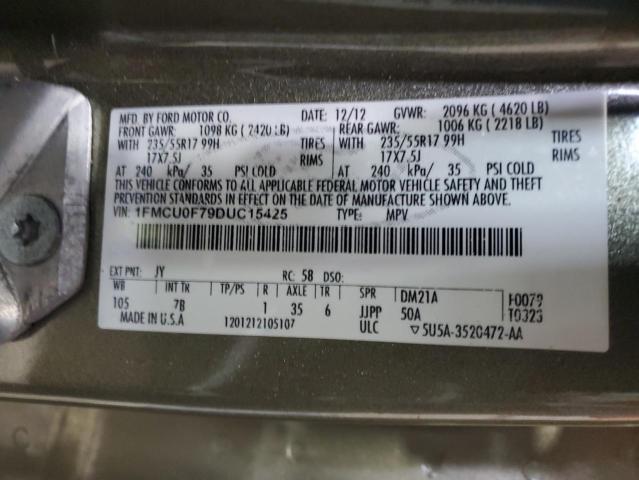 MFD. BY FORD MOTOR CO. DATE: 12/12 GVWR: 2096 KG ( 4620 LB)
FRONT GAWR: 1098 KG ( 2420 LB) REAR GAWR: 1006 KG ( 2218 LB)
WITH 235/55R17 99H TIRES WITH 235/55R17 99H TIRES
17X7.5J RIMS 17X7.5J RIMS
AT 240 kPa/ 35 PSI COLD AT 240 kPa/ 35 PSI COLD
THIS VEHICLE CONFORMS TO ALL APPLICABLE FEDERAL MOTOR VEHICLE SAFETY AND THEFT
PREVENTION STANDARDS IN EFFECT ON THE DATE OF MANUFACTURE SHOWN ABOVE.
VIN: 1FMCU0F79DUC15425 TYPE: MPV
EXT PNT: JY RC: 58 DSO:
WB INT TR TP/PS R AXLE TR SPR DM21A F0079
105 7B 1 35 6 JJPP 50A T0323
MADE IN U.S.A 1201212105107 ULC ▽5U5A-3520472-AA